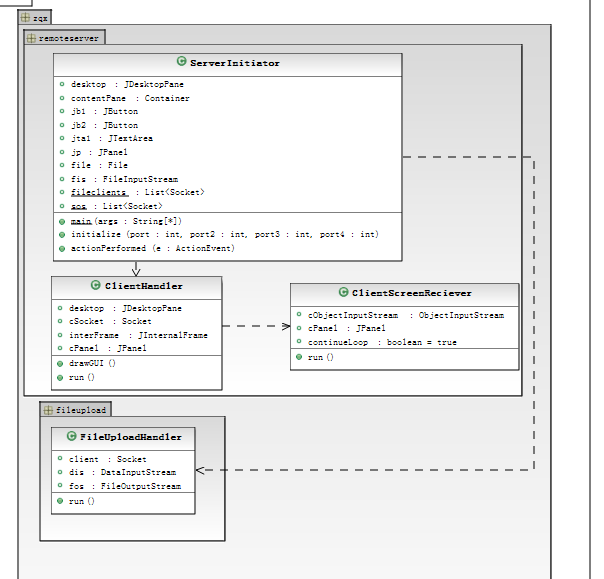 zqx
remoteserver
ServerInitiator
desktop : JDesktopPane
contentPane : Container
jb1 : JButton
jb2 : JButton
jta1 : JTextArea
jp : JPanel
file : File
fis : FileInputStream
fileclients : List<Socket>
sos : List<Socket>
main (args : String[*])
initialize (port : int, port2 : int, port3 : int, port4 : int)
actionPerformed (e : ActionEvent)
ClientHandler
desktop : JDesktopPane
cSocket : Socket
interFrame : JInternalFrame
cPanel : JPanel
drawGUI ()
run ()
ClientScreenReciever
cObjectInputStream : ObjectInputStream
cPanel : JPanel
continueLoop : boolean = true
run ()
fileupload
FileUploadHandler
client : Socket
dis : DataInputStream
fos : FileOutputStream
run ()